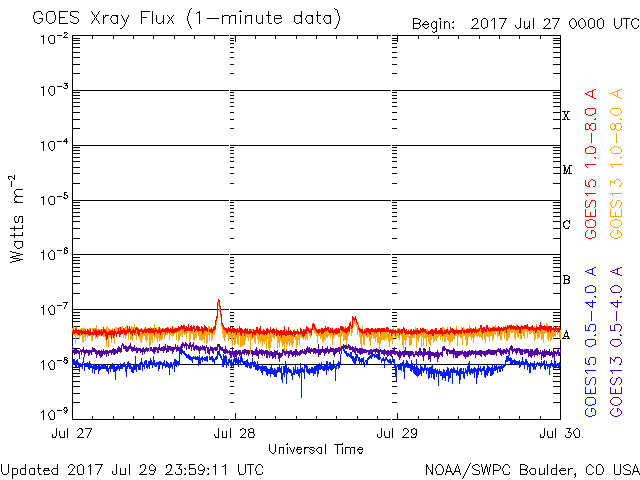 GOES Xray Flux (1-minute data)
Begin: 2017 Jul 27 0000 UTC
10⁻²
10⁻³
10⁻⁴
10⁻⁵
10⁻⁶
10⁻⁷
10⁻⁸
10⁻⁹
Watts m⁻²
X
M
C
B
A
GOES15 1.0-8.0 A
GOES13 1.0-8.0 A
GOES15 0.5-4.0 A
GOES13 0.5-4.0 A
Jul 27
Jul 28
Jul 29
Jul 30
Universal Time
Updated 2017 Jul 29 23:59:11 UTC
NOAA/SWPC Boulder, CO USA